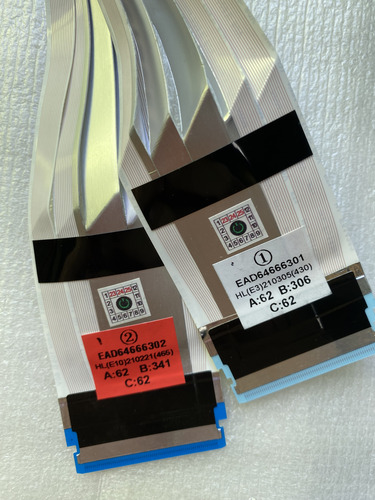 ①
EAD64666301
HL(E3)210305(430)
A:62 B:306
C:62
②
EAD64666302
HL(E10)210221(466)
A:62 B:341
C:62